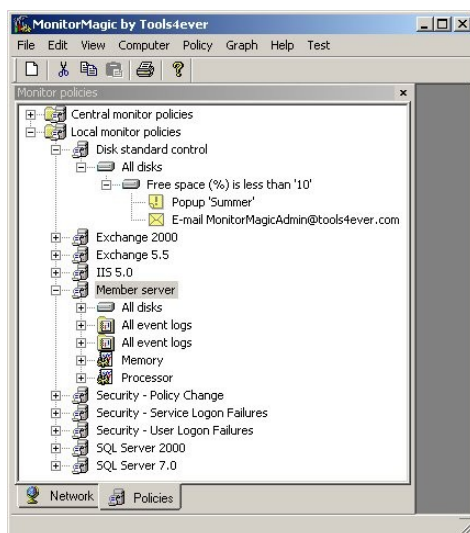 MonitorMagic by Tools4ever
File Edit View Computer Policy Graph Help Test
Monitor policies
Central monitor policies
Local monitor policies
Disk standard control
All disks
Free space (%) is less than '10'
Popup 'Summer'
E-mail MonitorMagicAdmin@tools4ever.com
Exchange 2000
Exchange 5.5
IIS 5.0
Member server
All disks
All event logs
All event logs
Memory
Processor
Security - Policy Change
Security - Service Logon Failures
Security - User Logon Failures
SQL Server 2000
SQL Server 7.0
Network Policies